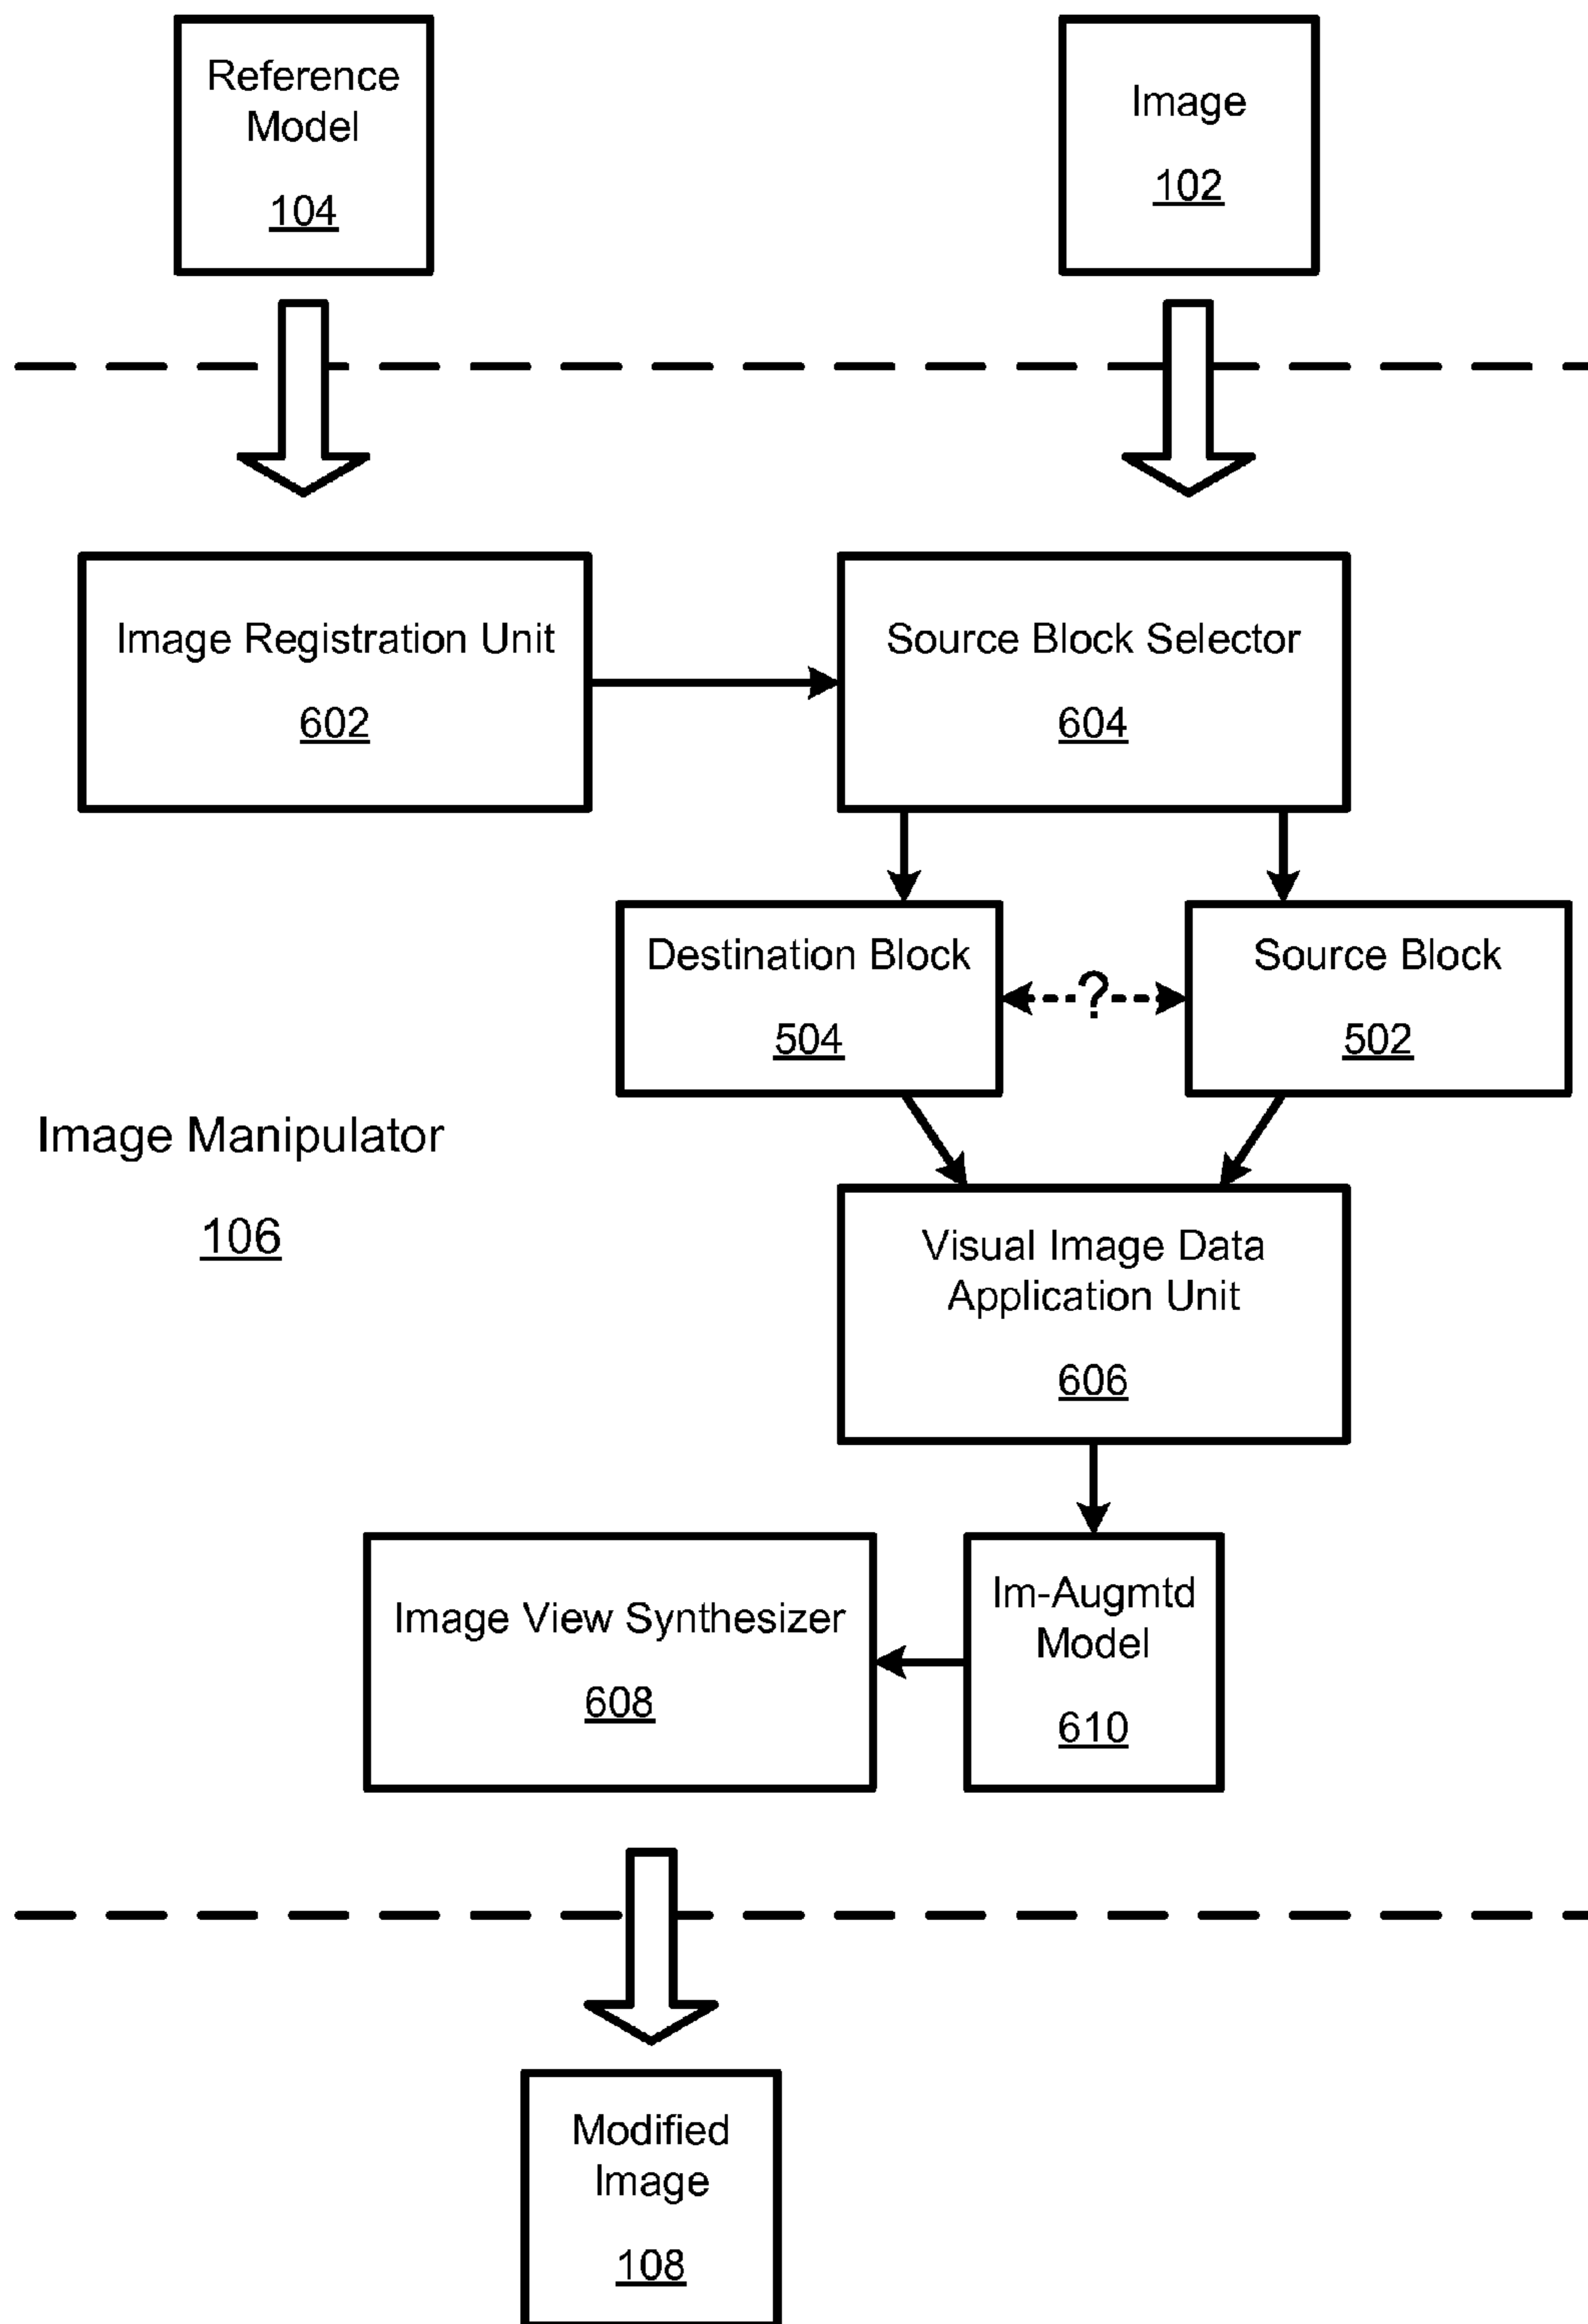 Reference
Model
104
Image
102
Image Registration Unit
602
Source Block Selector
604
Destination Block
504
?
Source Block
502
Image Manipulator
106
Visual Image Data
Application Unit
606
Image View Synthesizer
608
Im-Augmtd
Model
610
Modified
Image
108